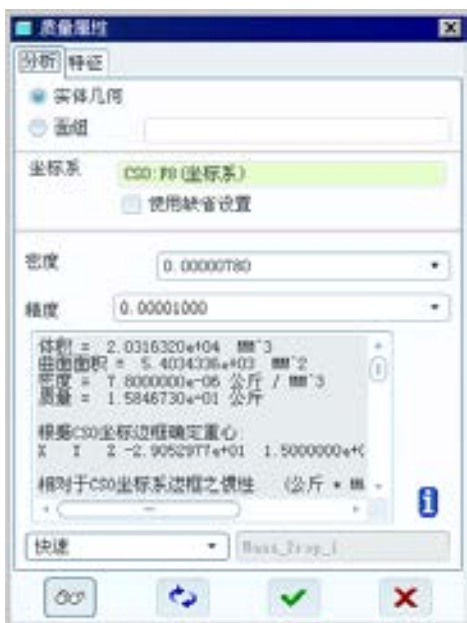 质量属性
分析 特征
实体几何
面组
坐标系 CS0:F8(坐标系)
使用缺省设置
密度 0.00000780
精度 0.00001000
体积 = 2.0316320e+04 MM^3
曲面面积 = 5.4034336e+03 MM^2
密度 = 7.8000000e-06 公斤 / MM^3
质量 = 1.5846730e-01 公斤
根据CS0坐标边框确定重心:
X Y Z -2.9052977e+01 1.5000000e+0
相对于CS0坐标系边框之惯性 (公斤 * M
快速 Mass_Prop_1